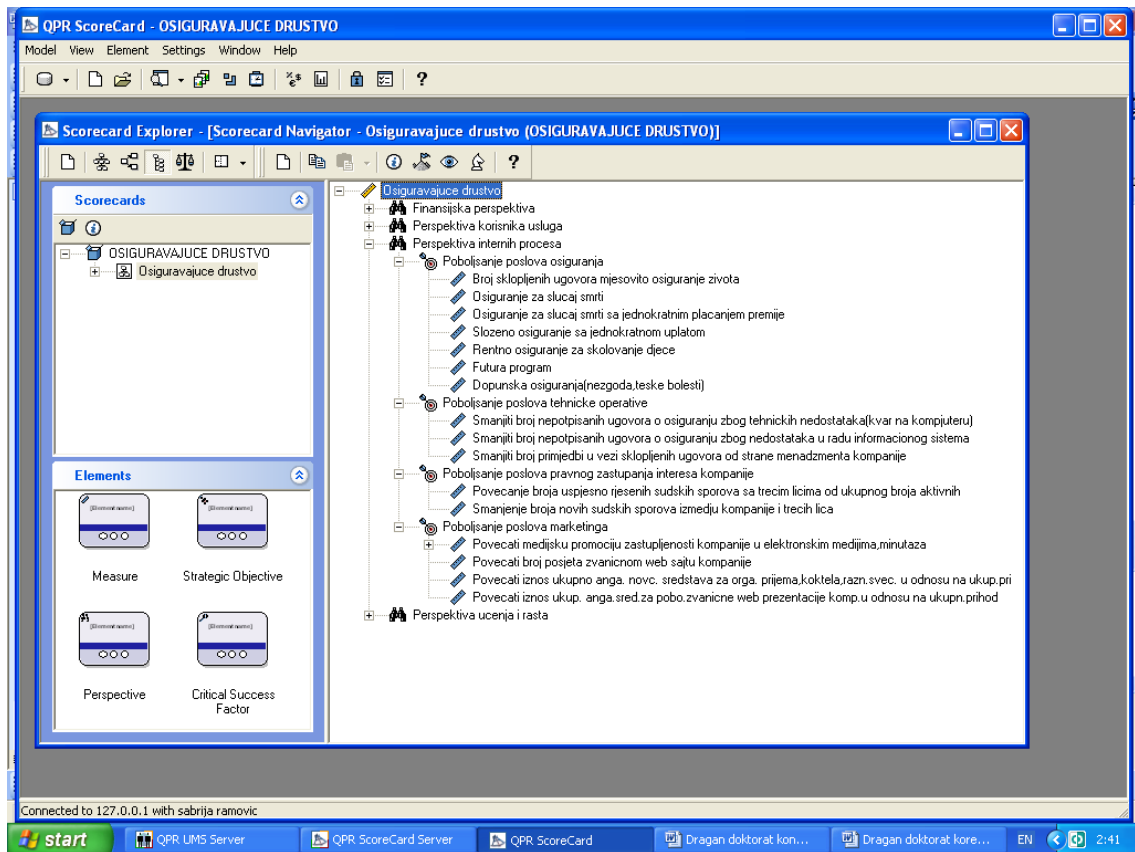 QPR ScoreCard - OSIGURAVAJUCE DRUSTVO
Model View Element Settings Window Help
Scorecard Explorer - [Scorecard Navigator - Osiguravajuce drustvo (OSIGURAVAJUCE DRUSTVO)]
Scorecards
OSIGURAVAJUCE DRUSTVO
Osiguravajuce drustvo
Elements
[Element name]
[Element name]
Measure
Strategic Objective
[Element name]
[Element name]
Perspective
Critical Success
Factor
Osiguravajuce drustvo
Finansijska perspektiva
Perspektiva korisnika usluga
Perspektiva internih procesa
Poboljsanje poslova osiguranja
Broj sklopljenih ugovora mjesovito osiguranje zivota
Osiguranje za slucaj smrti
Osiguranje za slucaj smrti sa jednokratnim placanjem premije
Slozeno osiguranje sa jednokratnom uplatom
Rentno osiguranje za skolovanje djece
Futura program
Dopunska osiguranja(nezgoda,teske bolesti)
Poboljsanje poslova tehnicke operative
Smanjiti broj nepotpisanih ugovora o osiguranju zbog tehnickih nedostataka(kvar na kompjuteru)
Smanjiti broj nepotpisanih ugovora o osiguranju zbog nedostataka u radu informacionog sistema
Smanjiti broj primjedbi u vezi sklopljenih ugovora od strane menadzmenta kompanije
Poboljsanje poslova pravnog zastupanja interesa kompanije
Povecanje broja uspjesno rjesenih sudskih sporova sa trecim licima od ukupnog broja aktivnih
Smanjenje broja novih sudskih sporova izmedju kompanije i trecih lica
Poboljsanje poslova marketinga
Povecati medijsku promociju zastupljenosti kompanije u elektronskim medijima,minutaza
Povecati broj posjeta zvanicnom web sajtu kompanije
Povecati iznos ukupno anga. novc. sredstava za orga. prijema,koktela,razn.svec. u odnosu na ukup.pri
Povecati iznos ukup. anga.sred.za pobo.zvanicne web prezentacije komp.u odnosu na ukupn.prihod
Perspektiva ucenja i rasta
Connected to 127.0.0.1 with sabrija ramovic
start
QPR UMS Server
QPR ScoreCard Server
QPR ScoreCard
Dragan doktorat kon...
Dragan doktorat kore...
EN
2:41